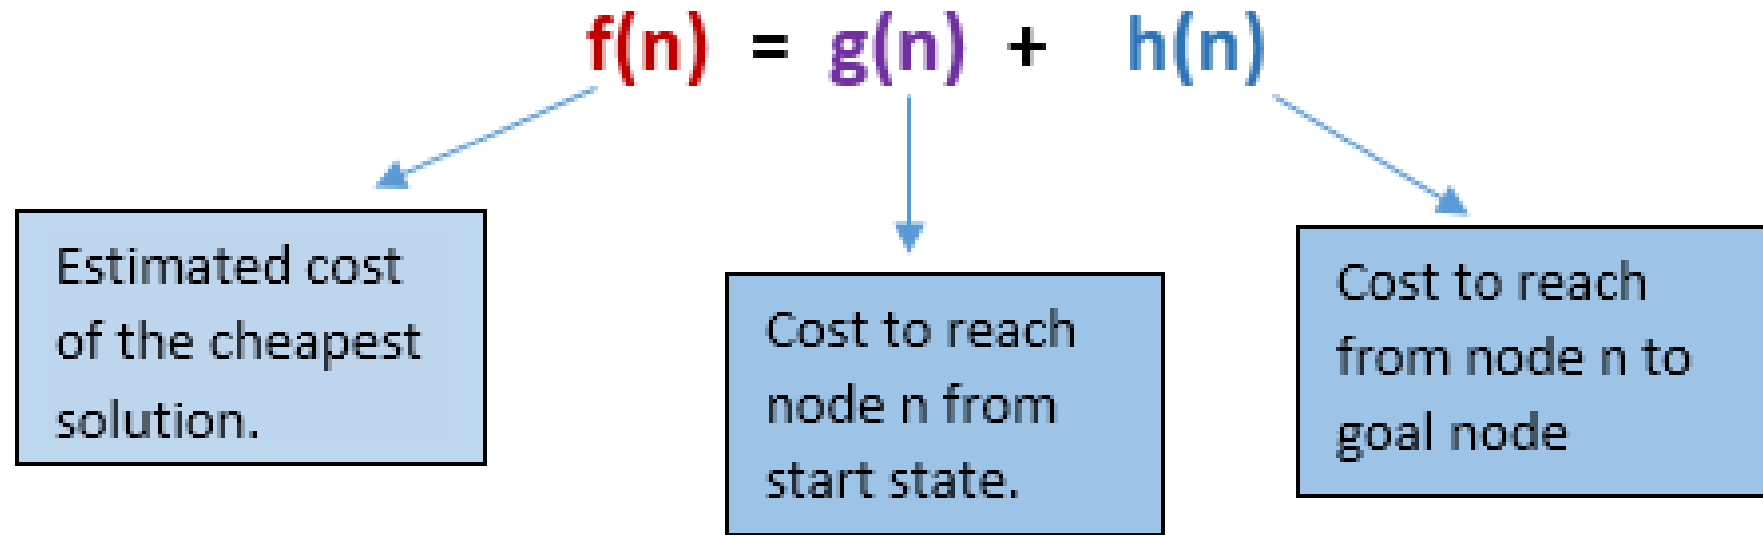 f(n) = g(n) + h(n)
Estimated cost
of the cheapest
solution.
Cost to reach
node n from
start state.
Cost to reach
from node n to
goal node